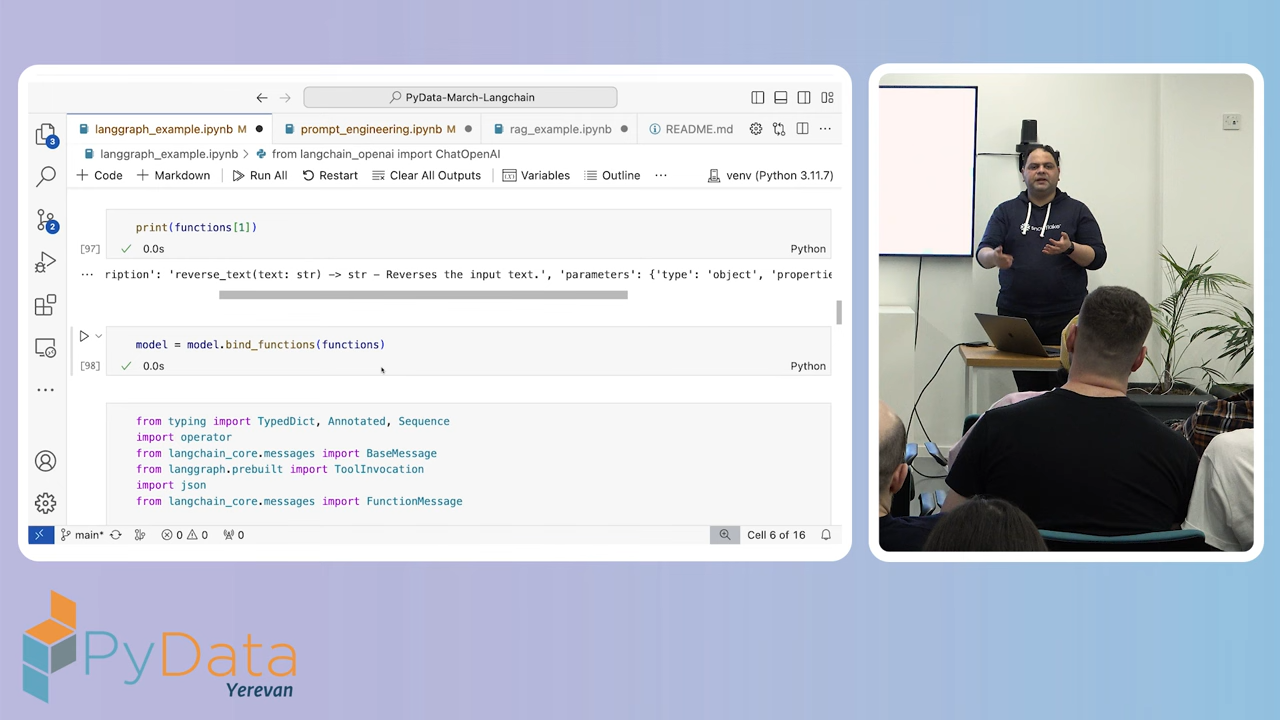 PyData-March-Langchain
langgraph_example.ipynb M
prompt_engineering.ipynb M
rag_example.ipynb
README.md
langgraph_example.ipynb > from langchain_openai import ChatOpenAI
+ Code + Markdown Run All Clear All Outputs Variables Outline ... venv (Python 3.11.7)
print(functions[1])
[97] 0.0s Python
... ription': 'reverse_text(text: str) -> str - Reverses the input text.', 'parameters': {'type': 'object', 'propertie
model = model.bind_functions(functions)
[98] 0.0s Python
from typing import TypedDict, Annotated, Sequence
import operator
from langchain_core.messages import BaseMessage
from langgraph.prebuilt import ToolInvocation
import json
from langchain_core.messages import FunctionMessage
3
2
main* 0 0 0 Cell 6 of 16
snowflake
PyData
Yerevan